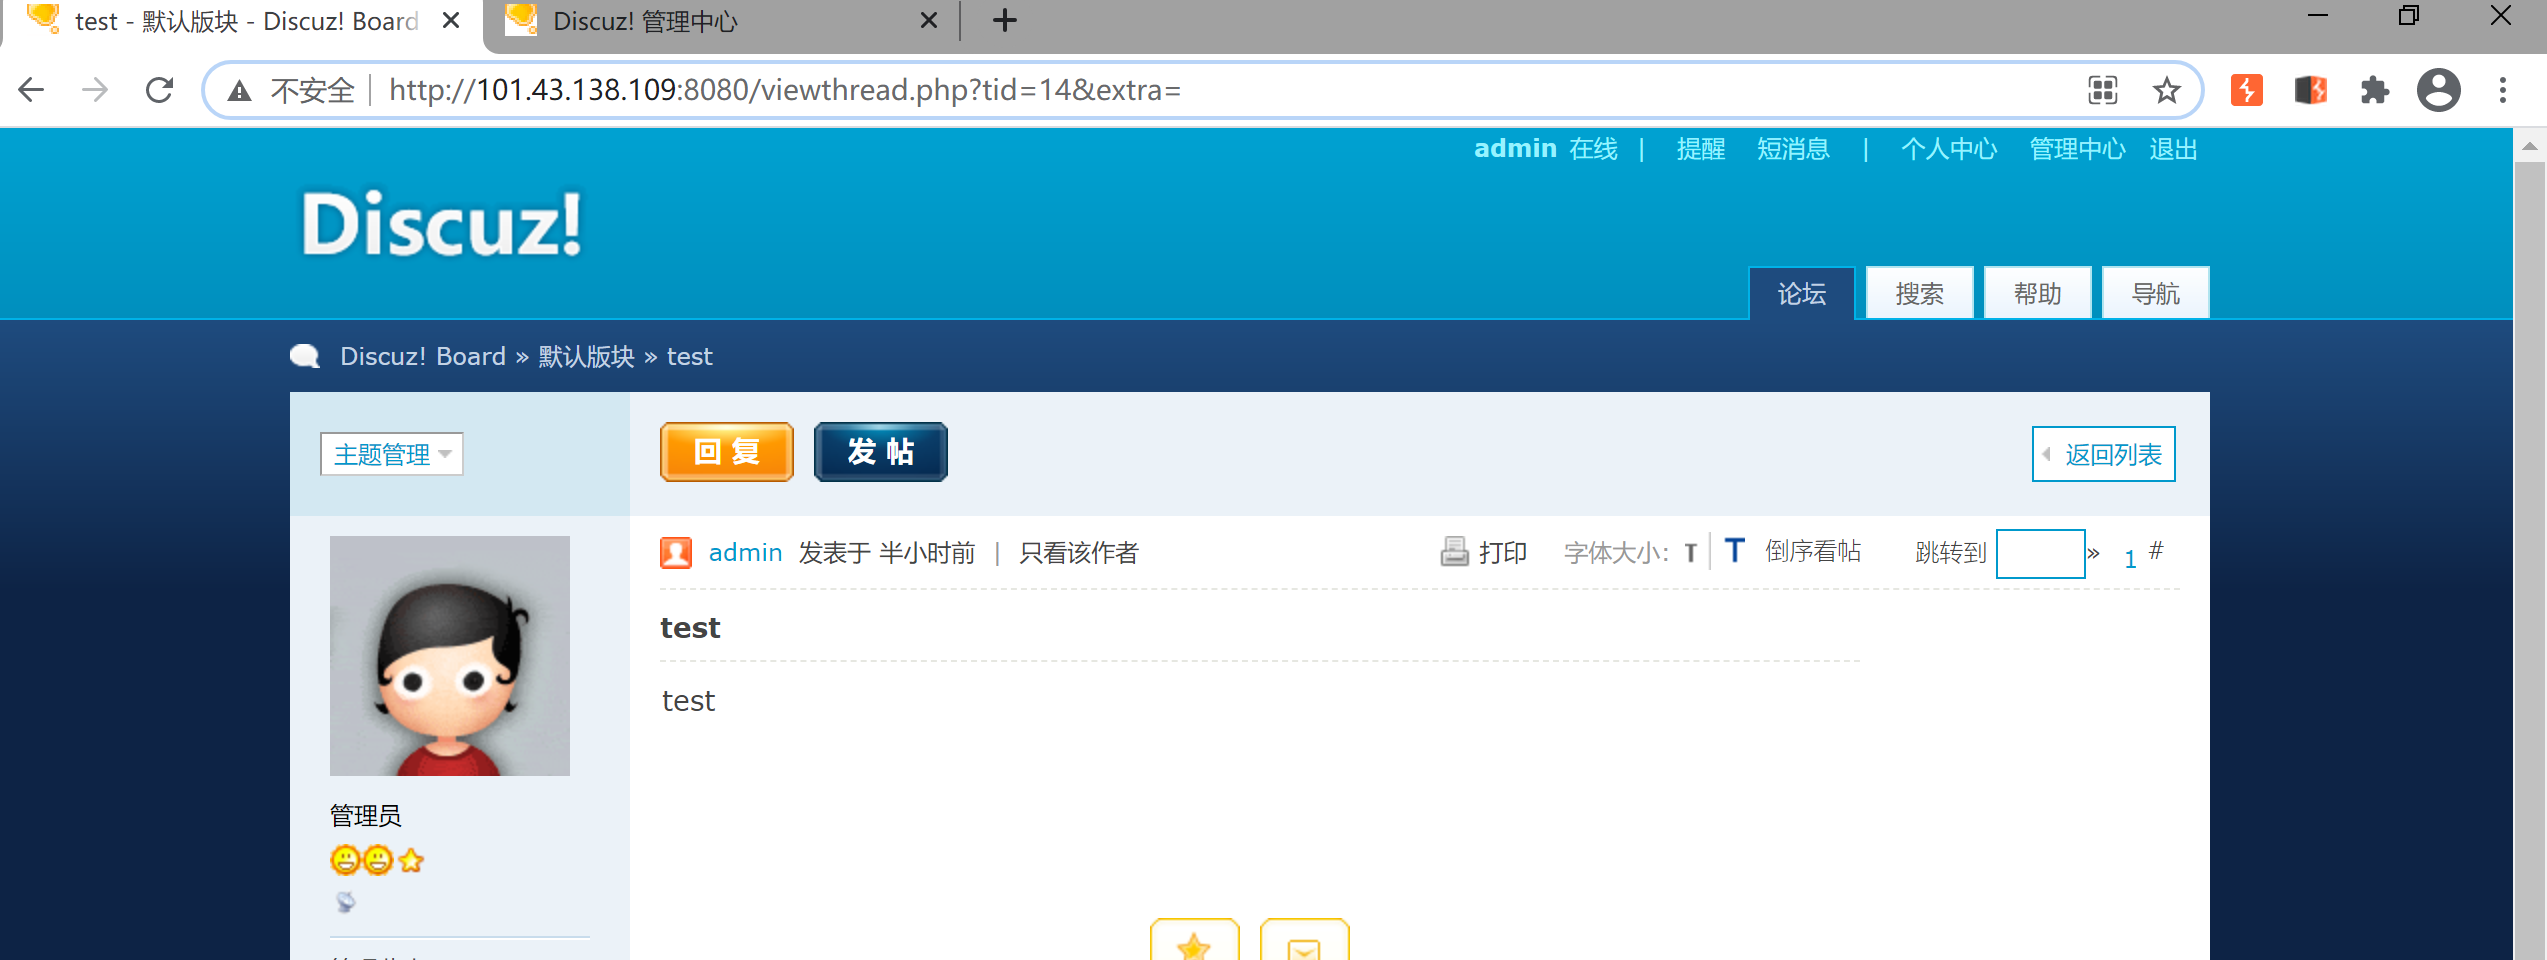 test - 默认版块 - Discuz! Board
Discuz! 管理中心
不安全 | http://101.43.138.109:8080/viewthread.php?tid=14&extra=
admin 在线 | 提醒 短消息 | 个人中心 管理中心 退出
Discuz!
论坛 搜索 帮助 导航
Discuz! Board » 默认版块 » test
主题管理
回复 发帖
返回列表
admin 发表于 半小时前 | 只看该作者
打印 字体大小: T | T 倒序看帖 跳转到 » 1 #
test
test
管理员